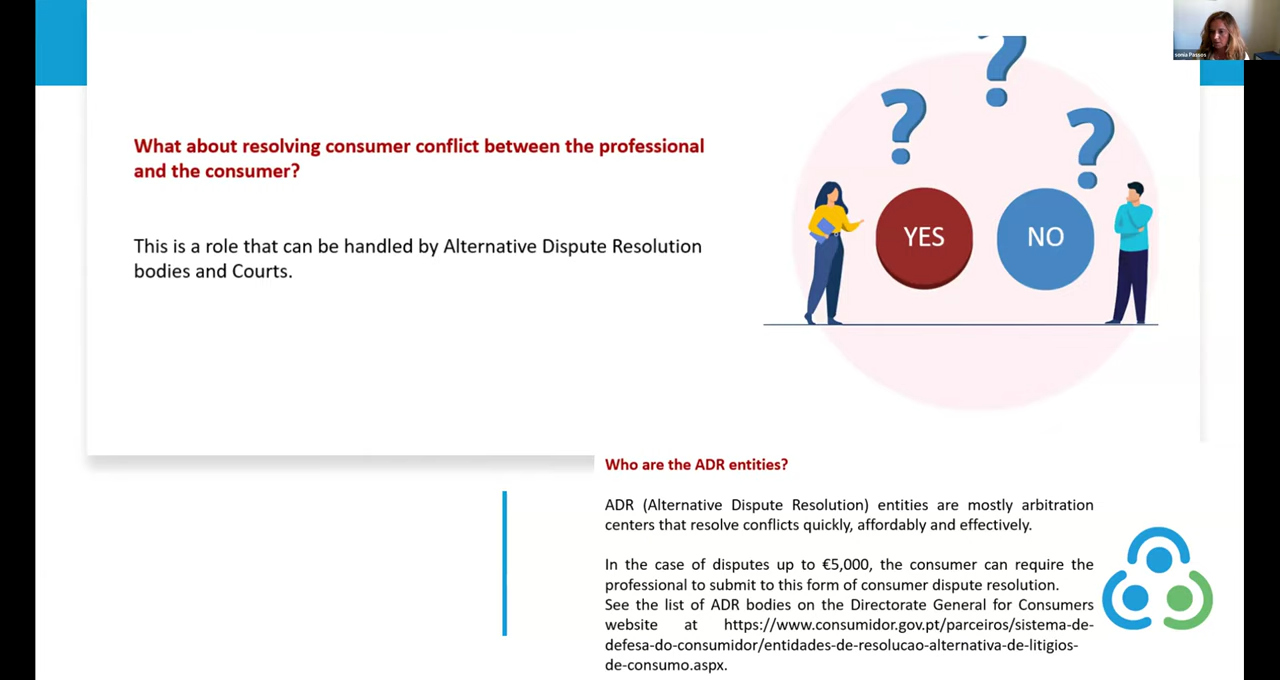 What about resolving consumer conflict between the professional
and the consumer?
This is a role that can be handled by Alternative Dispute Resolution
bodies and Courts.
?
?
?
YES
NO
sonia Passos
Who are the ADR entities?
ADR (Alternative Dispute Resolution) entities are mostly arbitration
centers that resolve conflicts quickly, affordably and effectively.
In the case of disputes up to €5,000, the consumer can require the
professional to submit to this form of consumer dispute resolution.
See the list of ADR bodies on the Directorate General for Consumers
website at https://www.consumidor.gov.pt/parceiros/sistema-de-
defesa-do-consumidor/entidades-de-resolucao-alternativa-de-litigios-
de-consumo.aspx.